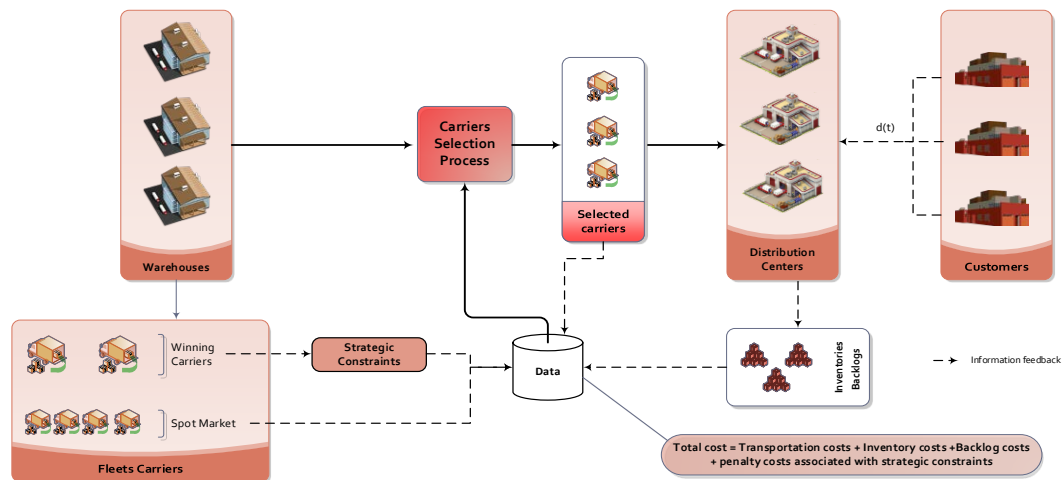 Carriers
Selection
Process
Selected
carriers
d(t)
Warehouses
Distribution
Centers
Customers
Winning
Carriers
Spot Market
Fleets Carriers
Strategic
Constraints
Data
Inventories
Backlogs
Information feedback
Total cost = Transportation costs + Inventory costs +Backlog costs
+ penalty costs associated with strategic constraints